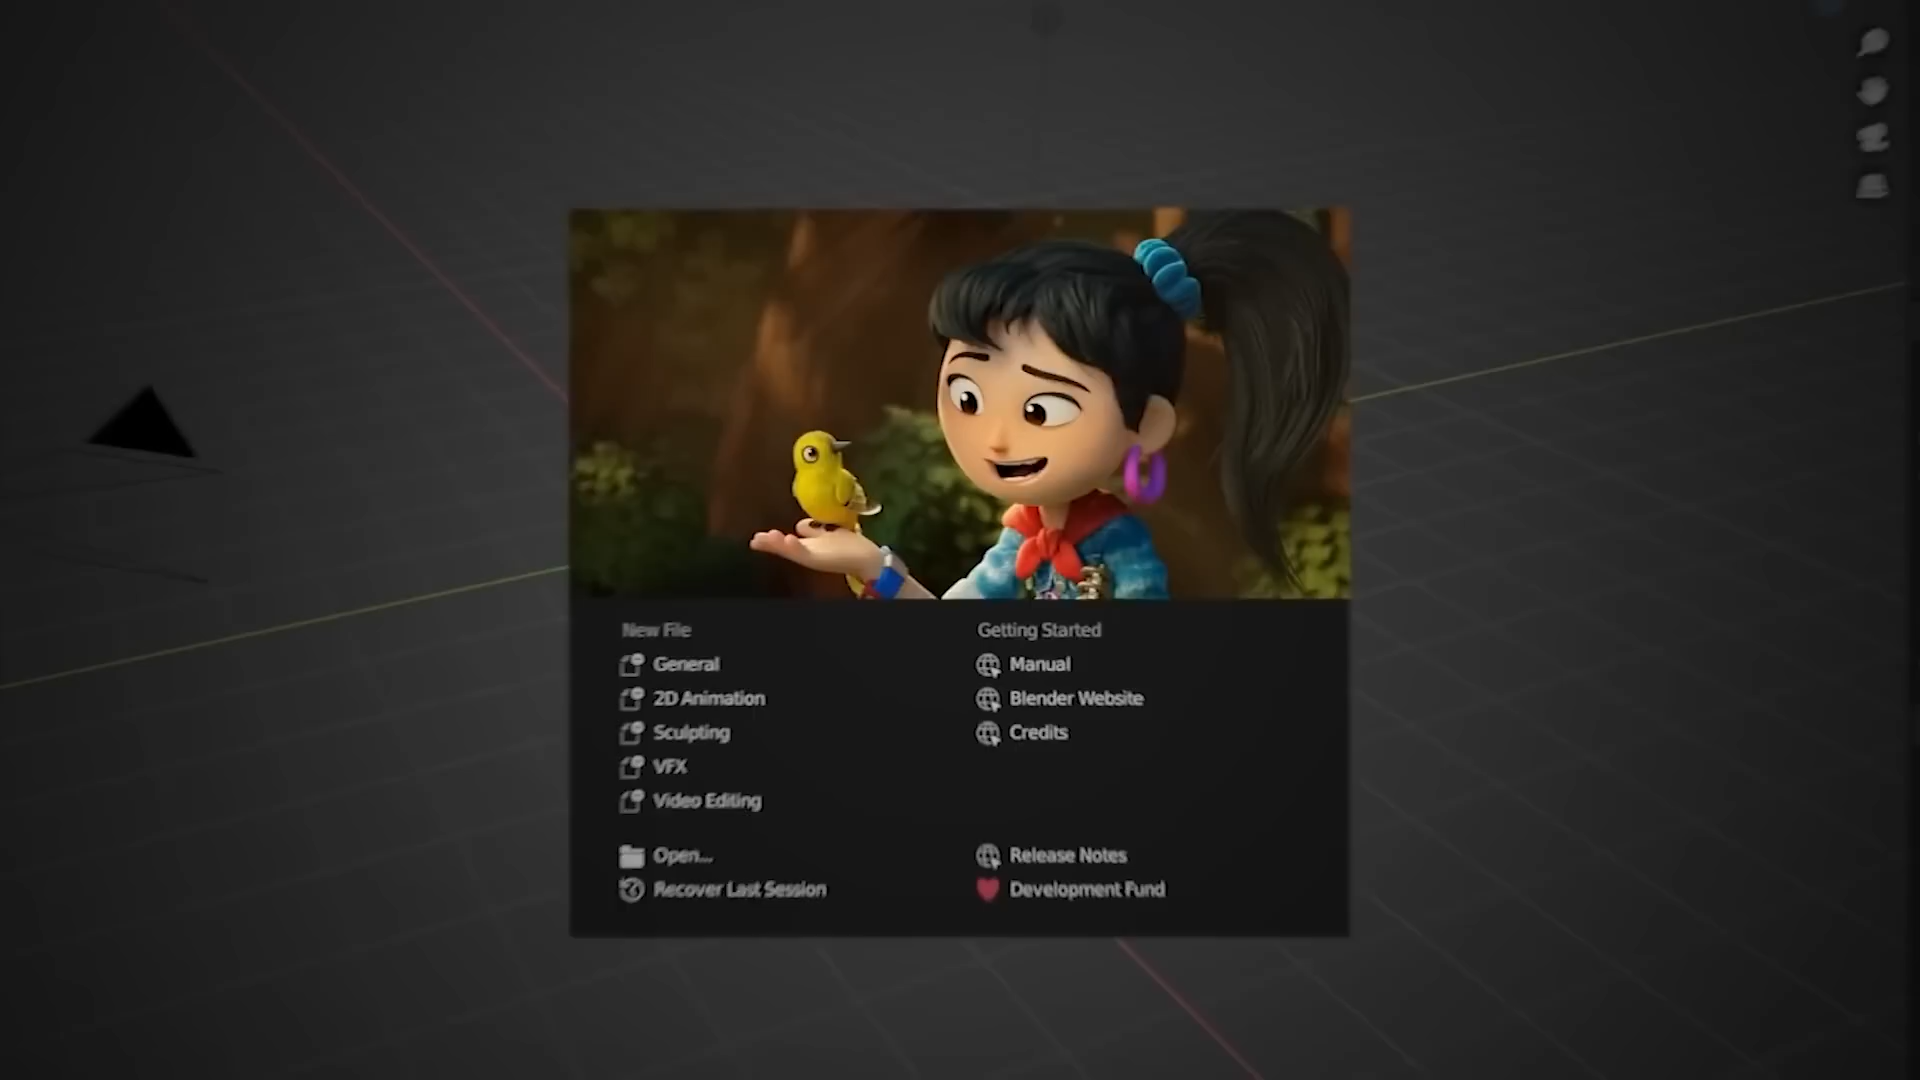 New File
General
2D Animation
Sculpting
VFX
Video Editing
Open...
Recover Last Session
Getting Started
Manual
Blender Website
Credits
Release Notes
Development Fund